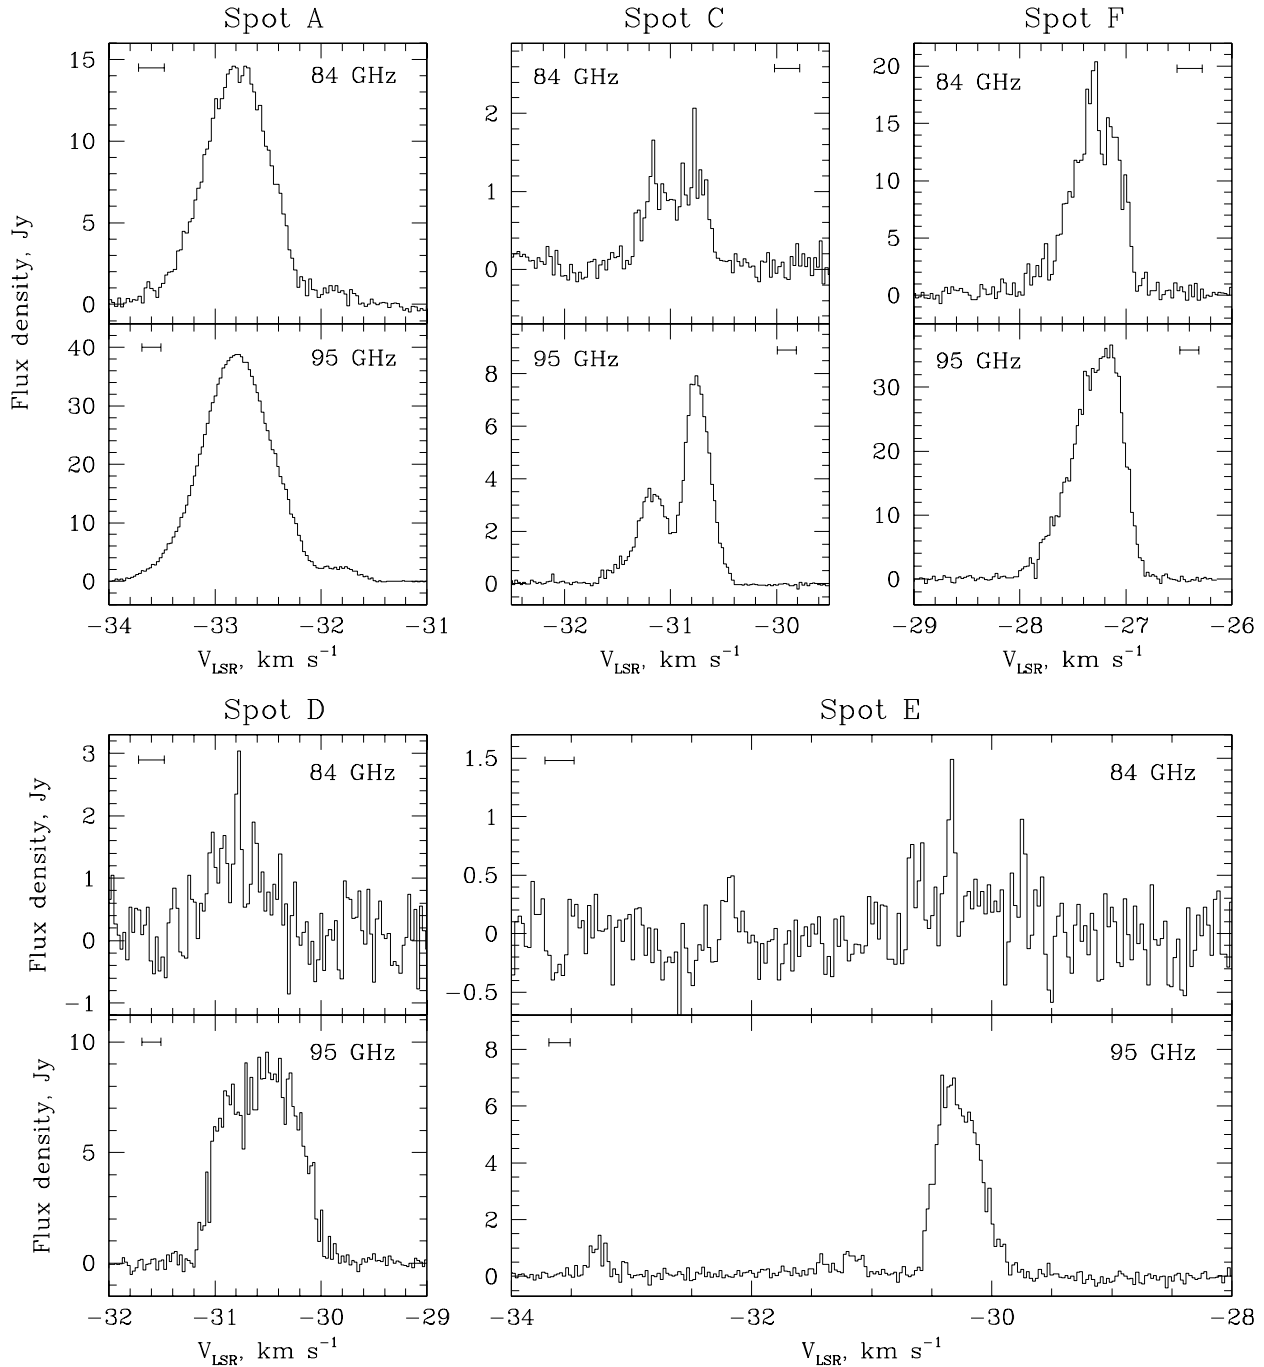 Spot A
Spot C
Spot F
84 GHz
84 GHz
84 GHz
15
10
5
0
2
1
0
20
15
10
5
0
Flux density, Jy
95 GHz
95 GHz
95 GHz
40
30
20
10
0
8
6
4
2
0
30
20
10
0
−34 −33 −32 −31
−32 −31 −30
−29 −28 −27 −26
V_LSR, km s⁻¹
V_LSR, km s⁻¹
V_LSR, km s⁻¹
Spot D
Spot E
84 GHz
84 GHz
3
2
1
0
−1
1.5
1
0.5
0
−0.5
Flux density, Jy
95 GHz
95 GHz
10
5
0
8
6
4
2
0
Flux density, Jy
−32 −31 −30 −29
−34 −32 −30 −28
V_LSR, km s⁻¹
V_LSR, km s⁻¹